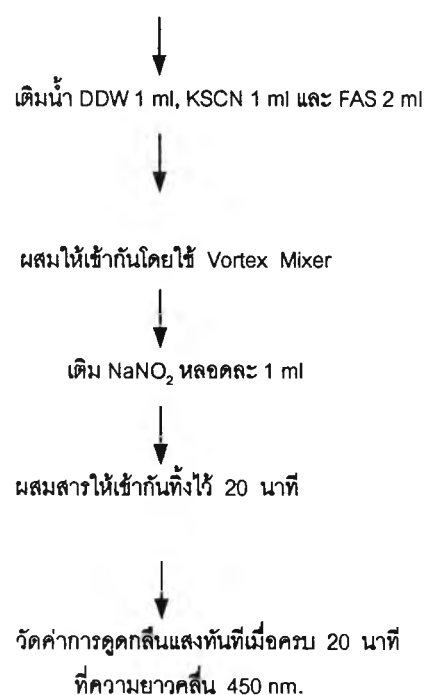 เติมน้ำ DDW 1 ml, KSCN 1 ml และ FAS 2 ml
ผสมให้เข้ากันโดยใช้ Vortex Mixer
เติม NaNO₂ หลอดละ 1 ml
ผสมสารให้เข้ากันทิ้งไว้ 20 นาที
วัดค่าการดูดกลืนแสงทันทีเมื่อครบ 20 นาที
ที่ความยาวคลื่น 450 nm.